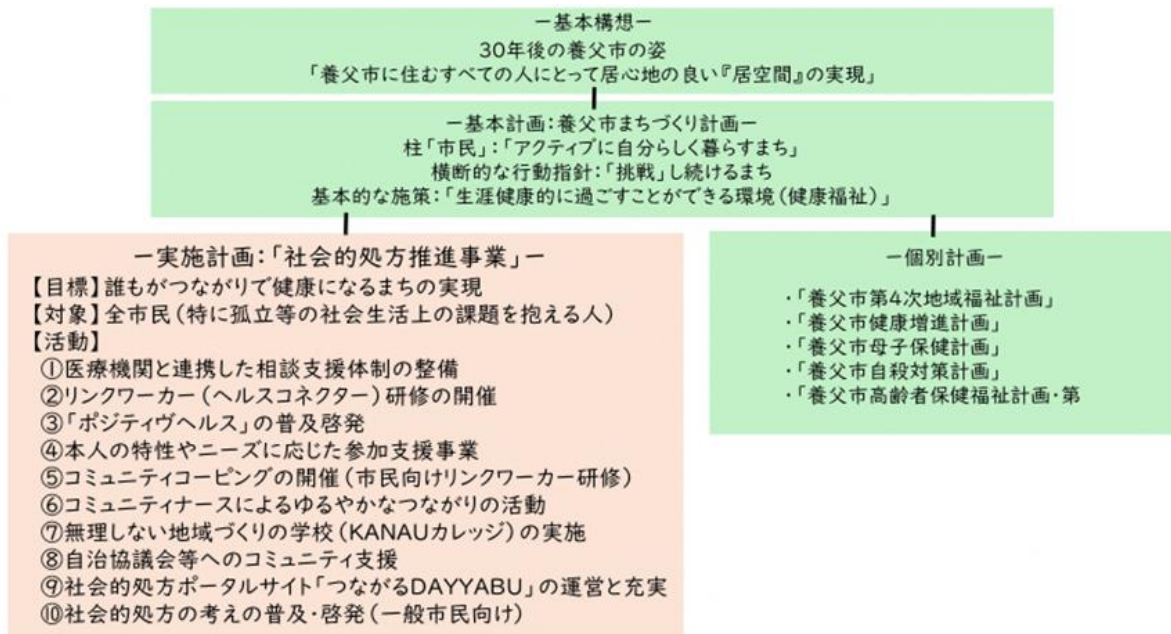 －基本構想－
30年後の養父市の姿
「養父市に住むすべての人にとって居心地の良い『居空間』の実現」
－基本計画：養父市まちづくり計画－
柱「市民」：「アクティブに自分らしく暮らすまち」
横断的な行動指針：「挑戦」し続けるまち
基本的な施策：「生涯健康的に過ごすことができる環境（健康福祉）」
－実施計画：「社会的処方推進事業」－
【目標】誰もがつながりで健康になるまちの実現
【対象】全市民（特に孤立等の社会生活上の課題を抱える人）
【活動】
①医療機関と連携した相談支援体制の整備
②リンクワーカー（ヘルスコネクター）研修の開催
③「ポジティヴヘルス」の普及啓発
④本人の特性やニーズに応じた参加支援事業
⑤コミュニティコーピングの開催（市民向けリンクワーカー研修）
⑥コミュニティナースによるゆるやかなつながりの活動
⑦無理しない地域づくりの学校（KANAUカレッジ）の実施
⑧自治協議会等へのコミュニティ支援
⑨社会的処方ポータルサイト「つながるDAYYABU」の運営と充実
⑩社会的処方の考えの普及・啓発（一般市民向け）
－個別計画－
・「養父市第4次地域福祉計画」
・「養父市健康増進計画」
・「養父市母子保健計画」
・「養父市自殺対策計画」
・「養父市高齢者保健福祉計画・第